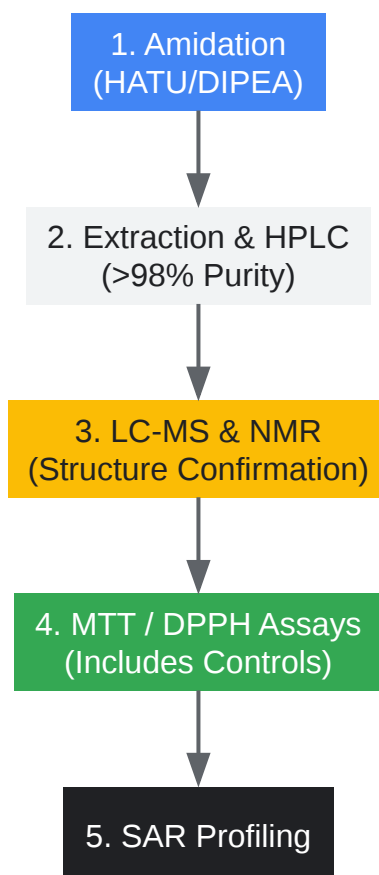 1. Amidation
(HATU/DIPEA)
2. Extraction & HPLC
(>98% Purity)
3. LC-MS & NMR
(Structure Confirmation)
4. MTT / DPPH Assays
(Includes Controls)
5. SAR Profiling